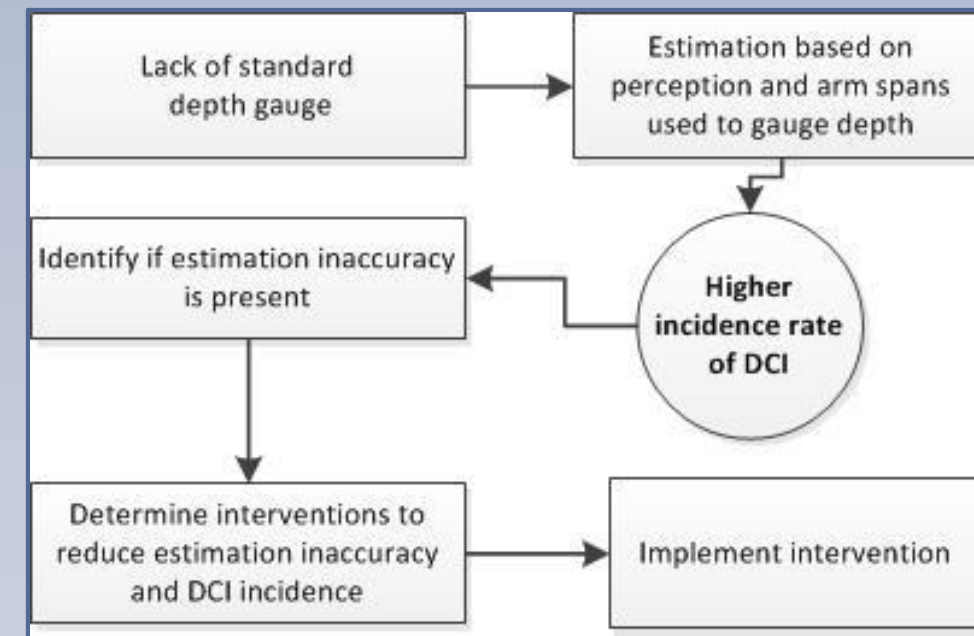 Lack of standard
depth gauge
Estimation based on
perception and arm spans
used to gauge depth
Higher
incidence rate
of DCI
Identify if estimation inaccuracy
is present
Determine interventions to
reduce estimation inaccuracy
and DCI incidence
Implement intervention